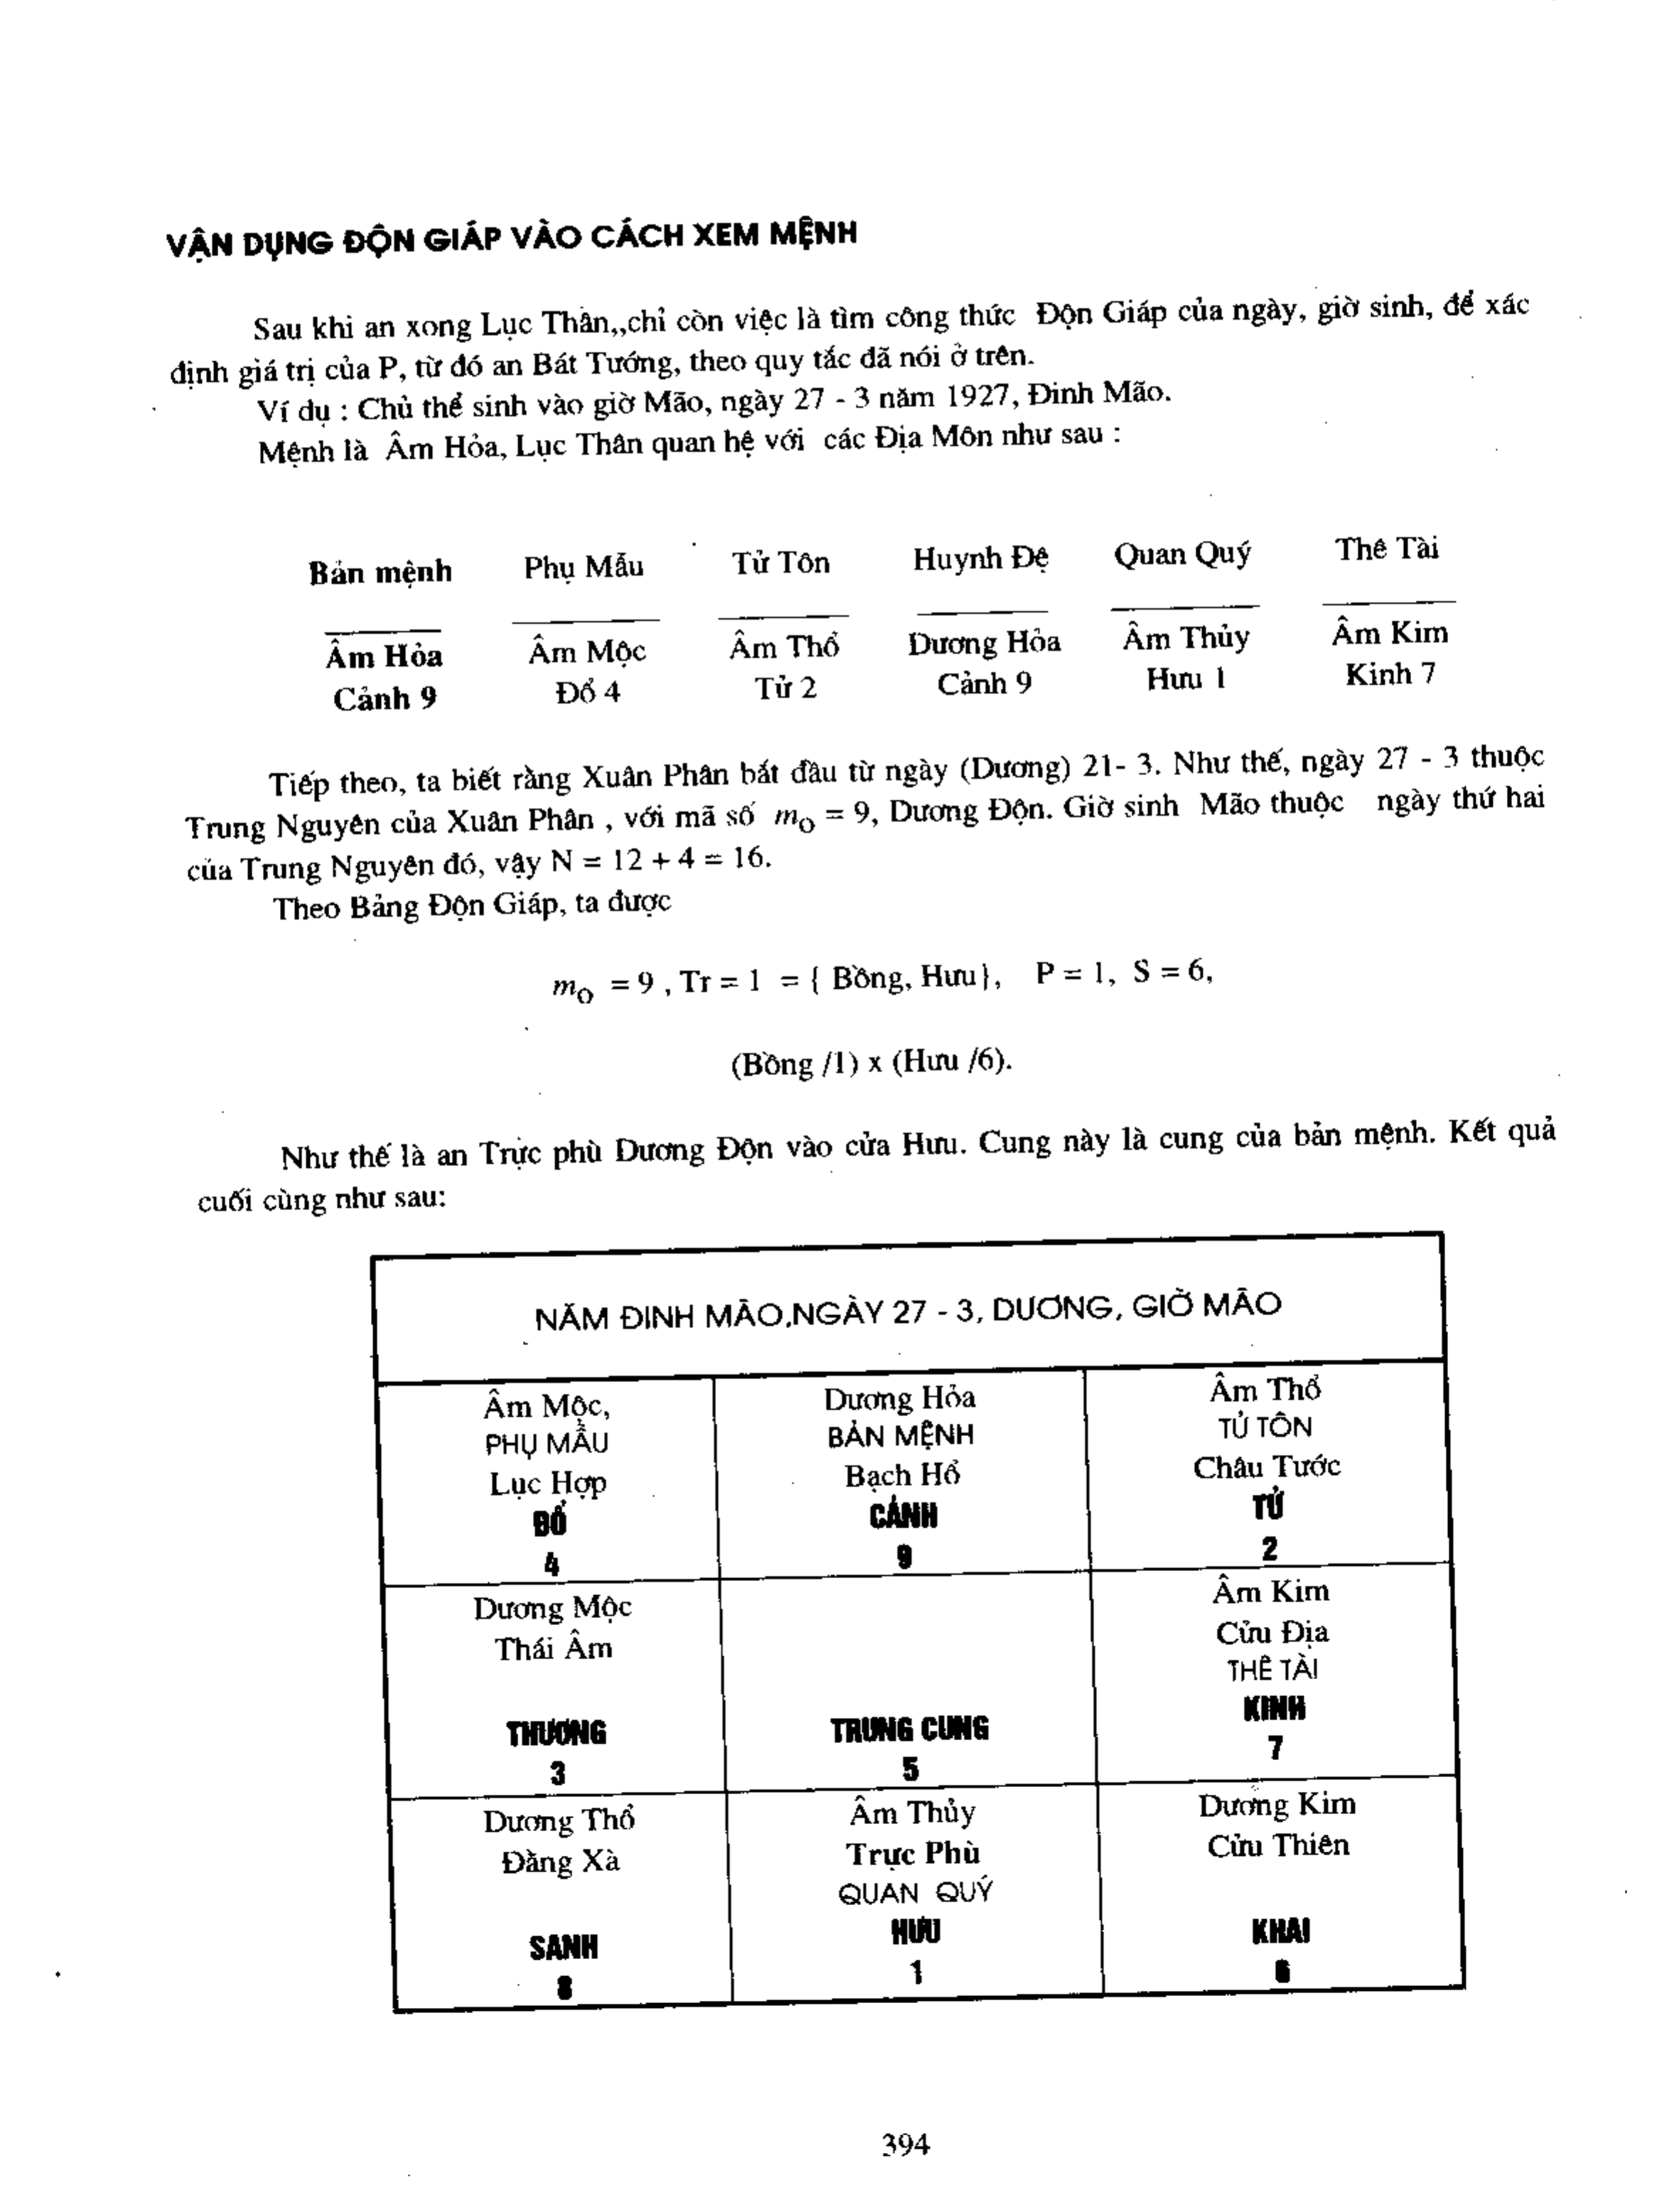 VẬN DỤNG ĐỘN GIÁP VÀO CÁCH XEM MỆNH
Sau khi an xong Lục Thân,,chỉ còn việc là tìm công thức Độn Giáp của ngày, giờ sinh, để xác
định giá trị của P, từ đó an Bát Tướng, theo quy tắc đã nói ở trên.
Ví dụ : Chủ thể sinh vào giờ Mão, ngày 27 - 3 năm 1927, Đinh Mão.
Mệnh là Âm Hỏa, Lục Thân quan hệ với các Địa Môn như sau :
Bản mệnh Phụ Mẫu Tử Tôn Huynh Đệ Quan Quý Thê Tài
Âm Hỏa Âm Mộc Âm Thổ Dương Hỏa Âm Thủy Âm Kim
Cảnh 9 Đổ 4 Tử 2 Cảnh 9 Hưu 1 Kinh 7
Tiếp theo, ta biết rằng Xuân Phân bắt đầu từ ngày (Dương) 21- 3. Như thế, ngày 27 - 3 thuộc
Trung Nguyên của Xuân Phân , với mã số mO = 9, Dương Độn. Giờ sinh Mão thuộc ngày thứ hai
của Trung Nguyên đó, vậy N = 12 + 4 = 16.
Theo Bảng Độn Giáp, ta được
mO = 9 , Tr = 1 = { Bồng, Hưu}, P = 1, S = 6,
(Bồng /1) x (Hưu /6).
Như thế là an Trực phù Dương Độn vào cửa Hưu. Cung này là cung của bản mệnh. Kết quả
cuối cùng như sau:
NĂM ĐINH MÃO,NGÀY 27 - 3, DƯƠNG, GIỜ MÃO
Âm Mộc,
PHỤ MẪU
Lục Hợp
ĐỔ
4
Dương Hỏa
BẢN MỆNH
Bạch Hổ
CẢNH
9
Âm Thổ
TỬ TÔN
Châu Tước
TỬ
2
Dương Mộc
Thái Âm
THƯƠNG
3
TRUNG CUNG
5
Âm Kim
Cửu Địa
THÊ TÀI
KINH
7
Dương Thổ
Đằng Xà
SANH
8
Âm Thủy
Trực Phù
QUAN QUÝ
HƯU
1
Dương Kim
Cửu Thiên
KHAI
6
394